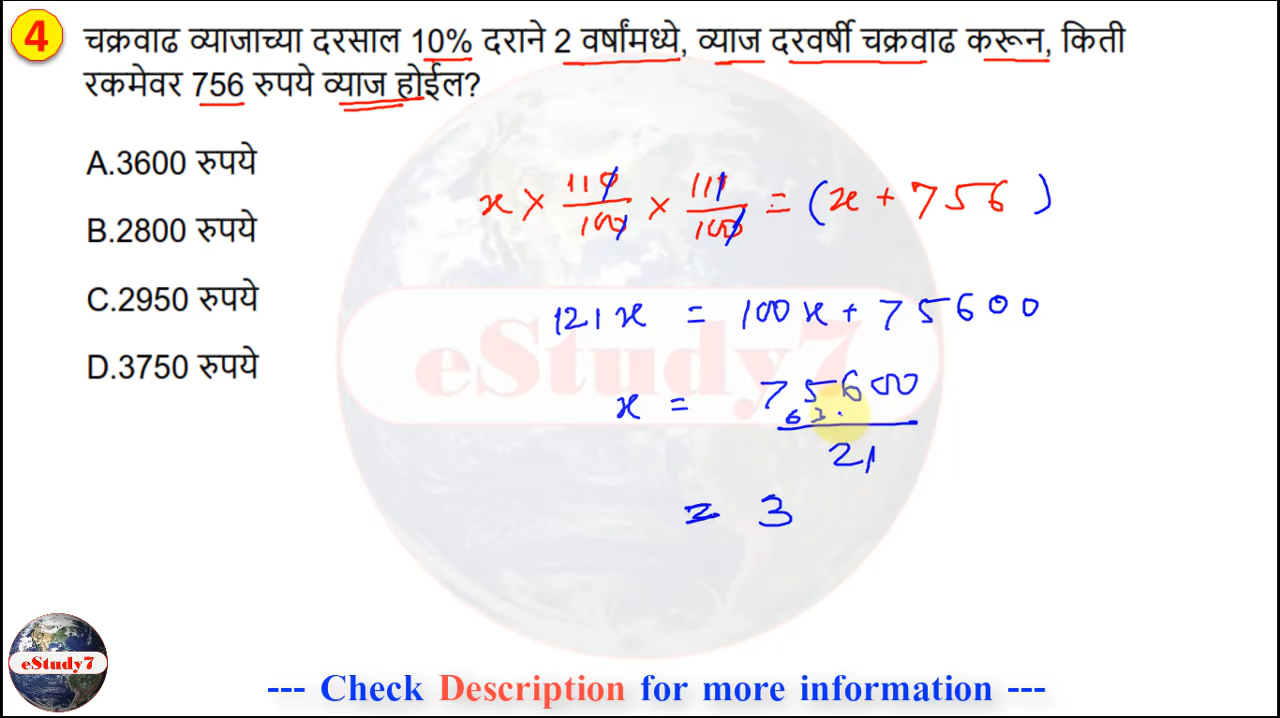 4
चक्रवाढ व्याजाच्या दरसाल 10% दराने 2 वर्षांमध्ये, व्याज दरवर्षी चक्रवाढ करून, किती
रकमेवर 756 रुपये व्याज होईल?
A.3600 रुपये
B.2800 रुपये
C.2950 रुपये
D.3750 रुपये
x × 110/100 × 110/100 = (x + 756)
121x = 100x + 75600
x = 75600/21
63
= 3
eStudy7
eStudy7
--- Check Description for more information ---